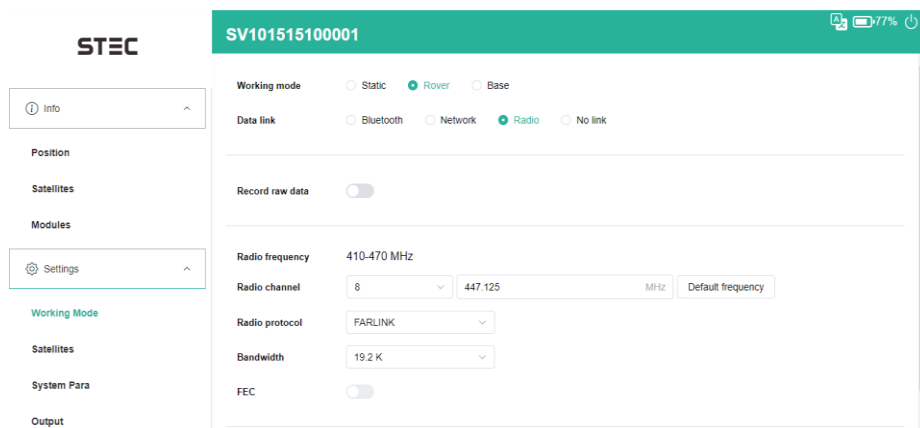 STEC
SV101515100001
77%
Working mode Static Rover Base
Info
Data link Bluetooth Network Radio No link
Position
Satellites
Record raw data
Modules
Radio frequency 410-470 MHz
Settings
Radio channel 8 447.125 MHz Default frequency
Working Mode
Radio protocol FARLINK
Satellites
Bandwidth 19.2 K
System Para
FEC
Output